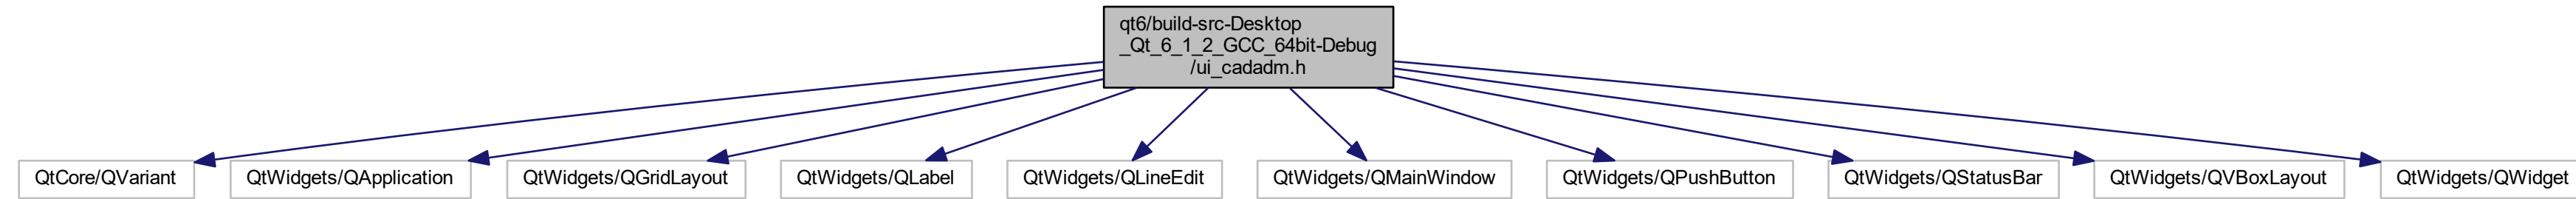 qt6/build-src-Desktop
_Qt_6_1_2_GCC_64bit-Debug
/ui_cadadm.h
QtCore/QVariant
QtWidgets/QApplication
QtWidgets/QGridLayout
QtWidgets/QLabel
QtWidgets/QLineEdit
QtWidgets/QMainWindow
QtWidgets/QPushButton
QtWidgets/QStatusBar
QtWidgets/QVBoxLayout
QtWidgets/QWidget